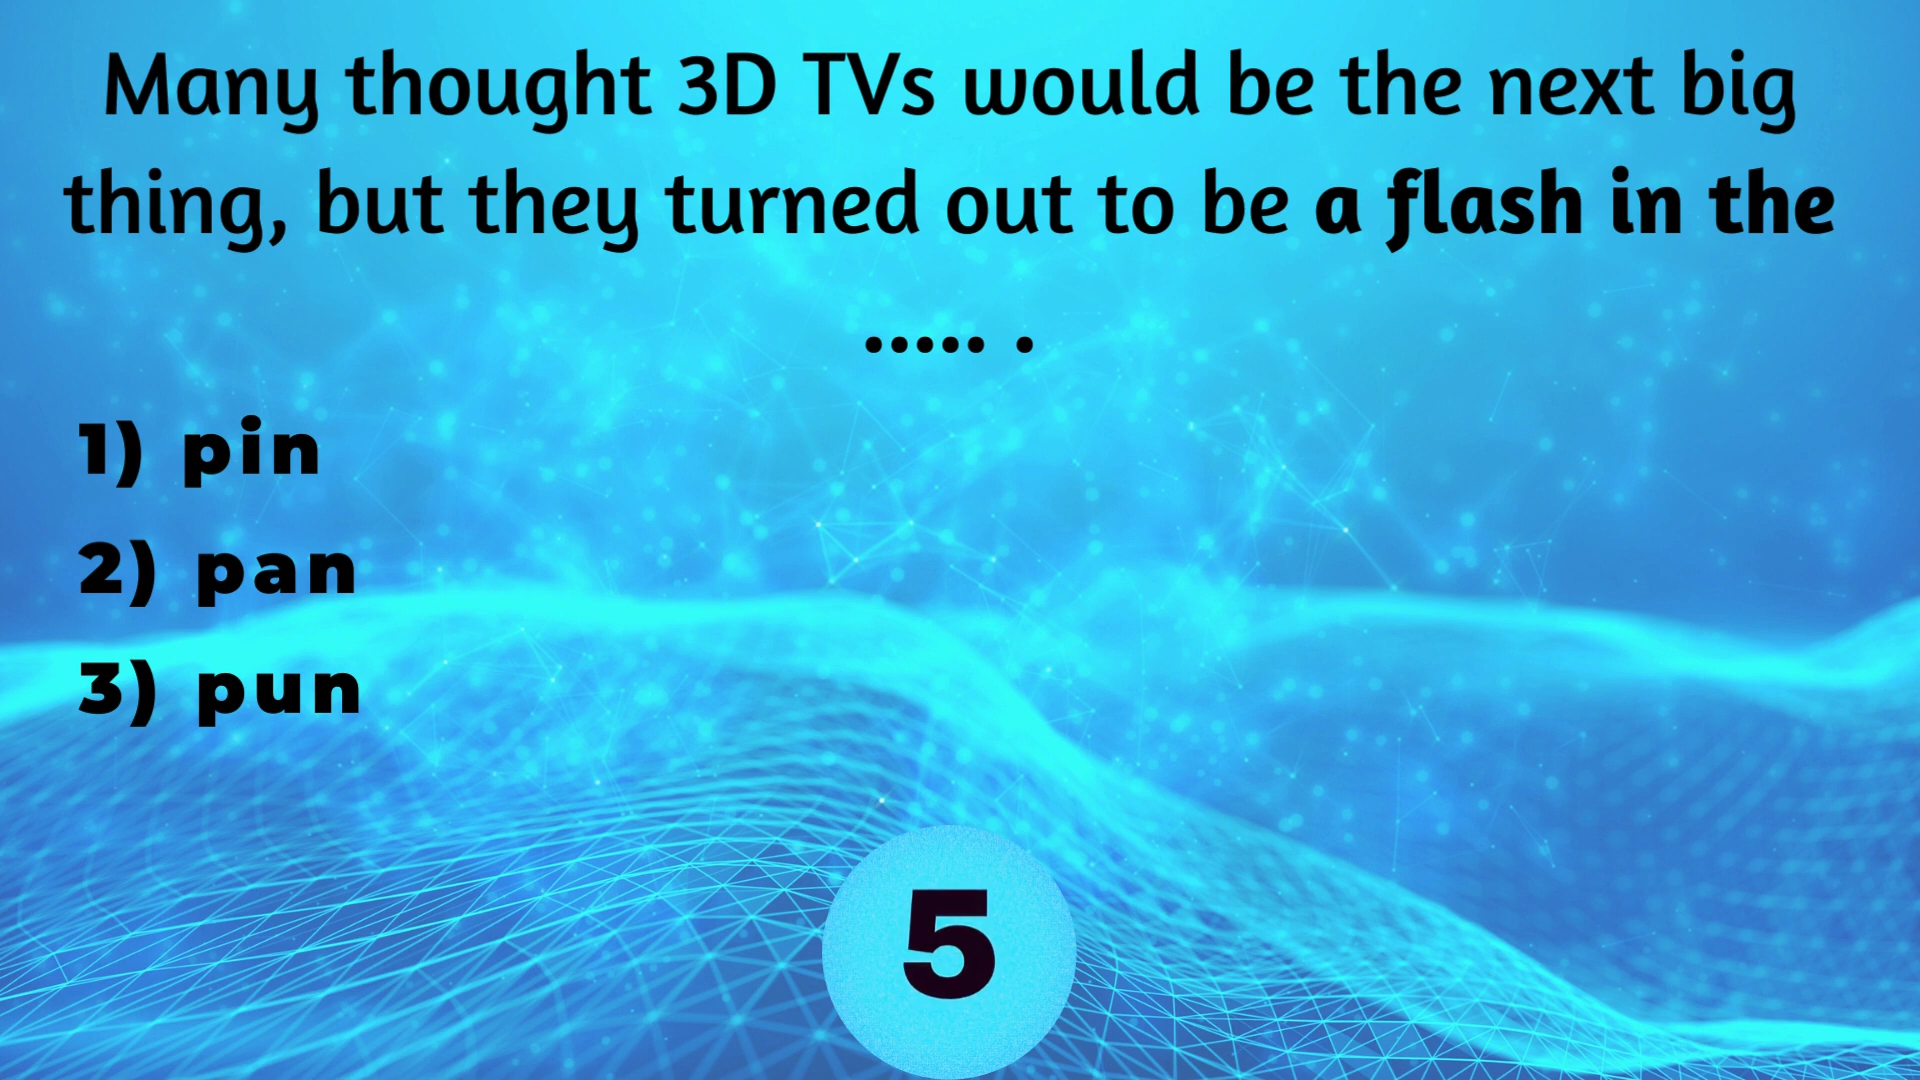 Many thought 3D TVs would be the next big
thing, but they turned out to be a flash in the
..... .
1) pin
2) pan
3) pun
5